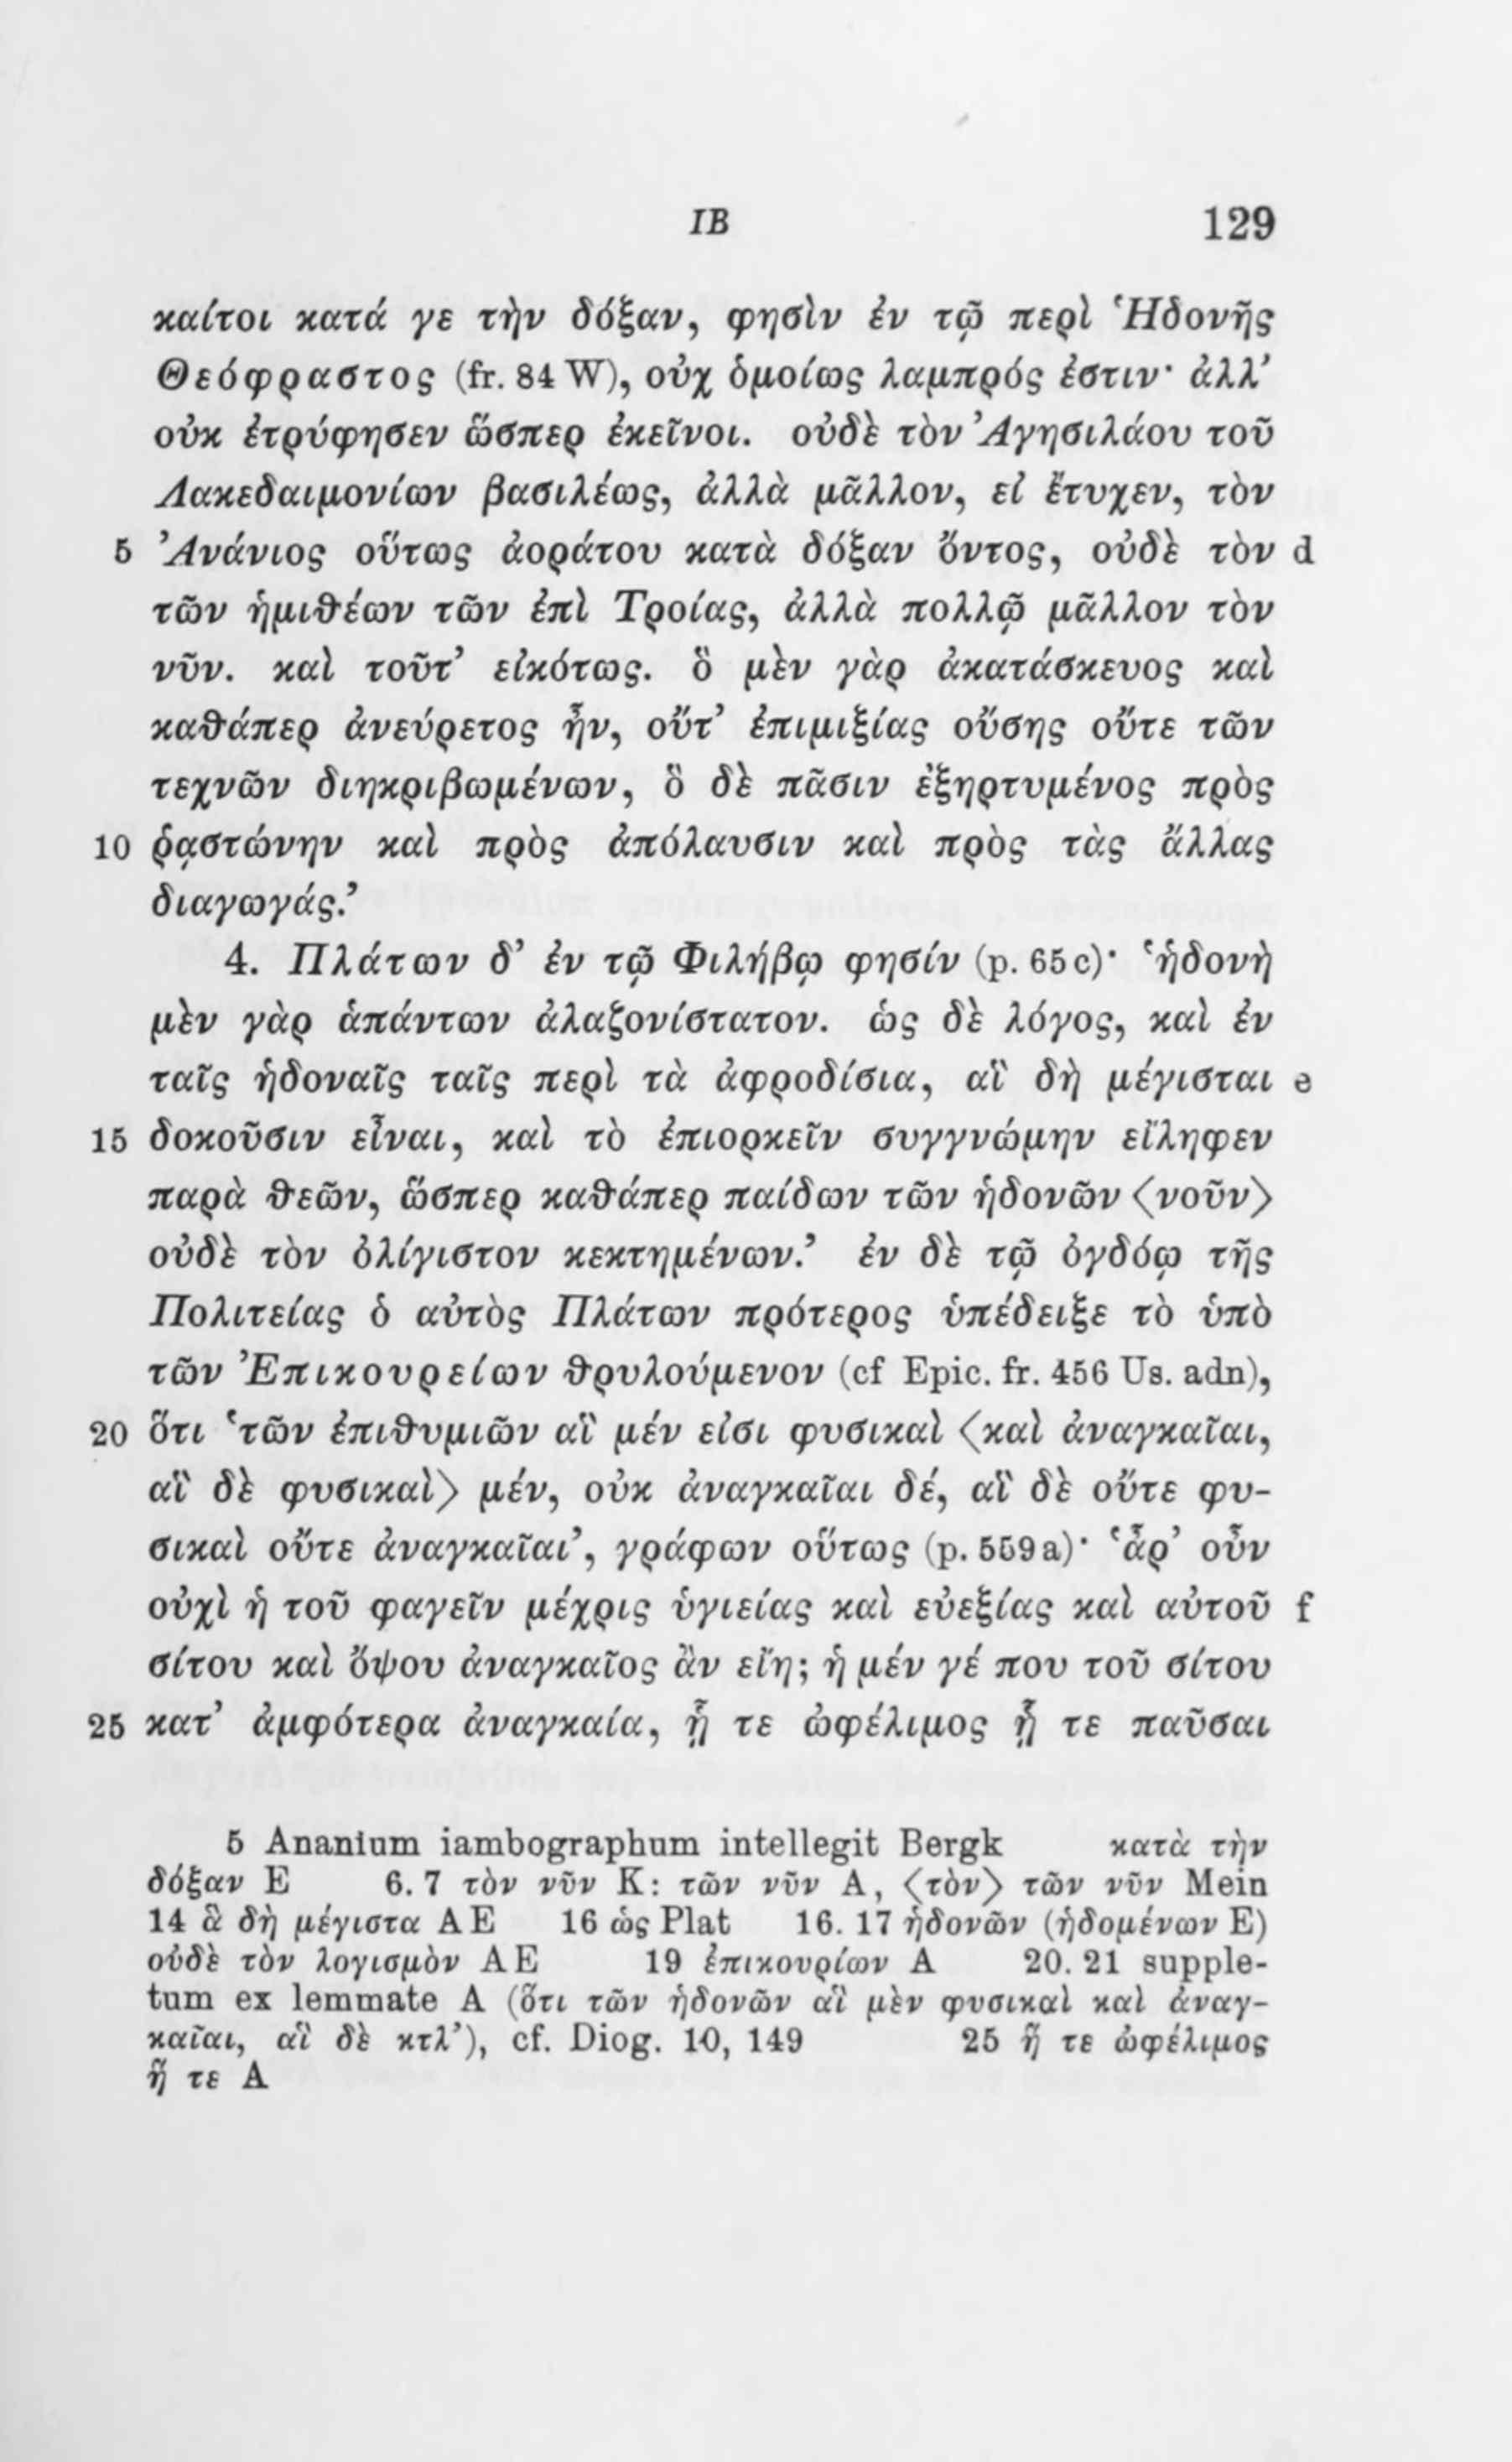 ΙΒ 129
καίτοι κατά γε τὴν δόξαν, φησὶν ἐν τῷ περὶ Ἡδονῆς
Θεόφραστος (fr. 84 W), οὐχ ὁμοίως λαμπρός ἐστιν· ἀλλ’
οὐκ ἐτρύφησεν ὥσπερ ἐκεῖνοι. οὐδὲ τὸν Ἀγησιλάου τοῦ
Λακεδαιμονίων βασιλέως, ἀλλὰ μᾶλλον, εἰ ἔτυχεν, τὸν
5 Ἀνάνιος οὕτως ἀοράτου κατὰ δόξαν ὄντος, οὐδὲ τὸν d
τῶν ἡμιθέων τῶν ἐπὶ Τροίας, ἀλλὰ πολλῷ μᾶλλον τὸν
νῦν. καὶ τοῦτ’ εἰκότως. ὃ μὲν γὰρ ἀκατάσκευος καὶ
καθάπερ ἀνεύρετος ἦν, οὔτ’ ἐπιμιξίας οὔσης οὔτε τῶν
τεχνῶν διηκριβωμένων, ὃ δὲ πᾶσιν ἐξηρτυμένος πρὸς
10 ῥᾳστώνην καὶ πρὸς ἀπόλαυσιν καὶ πρὸς τὰς ἄλλας
διαγωγάς.’
4. Πλάτων δ’ ἐν τῷ Φιλήβῳ φησίν (p. 65 c)· ‘ἡδονὴ
μὲν γὰρ ἁπάντων ἀλαζονίστατον. ὡς δὲ λόγος, καὶ ἐν
ταῖς ἡδοναῖς ταῖς περὶ τὰ ἀφροδίσια, αἳ δὴ μέγισται e
15 δοκοῦσιν εἶναι, καὶ τὸ ἐπιορκεῖν συγγνώμην εἴληφεν
παρὰ θεῶν, ὥσπερ καθάπερ παίδων τῶν ἡδονῶν <νοῦν>
οὐδὲ τὸν ὀλίγιστον κεκτημένων.’ ἐν δὲ τῷ ὀγδόῳ τῆς
Πολιτείας ὁ αὐτὸς Πλάτων πρότερος ὑπέδειξε τὸ ὑπὸ
τῶν Ἐπικουρείων θρυλούμενον (cf Epic. fr. 456 Us. adn),
20 ὅτι ‘τῶν ἐπιθυμιῶν αἳ μέν εἰσι φυσικαὶ <καὶ ἀναγκαῖαι,
αἳ δὲ φυσικαὶ> μέν, οὐκ ἀναγκαῖαι δέ, αἳ δὲ οὔτε φυ-
σικαὶ οὔτε ἀναγκαῖαι’, γράφων οὕτως (p. 559 a)· ‘ἆρ’ οὖν
οὐχὶ ἡ τοῦ φαγεῖν μέχρις ὑγιείας καὶ εὐεξίας καὶ αὐτοῦ f
σίτου καὶ ὄψου ἀναγκαῖος ἂν εἴη; ἡ μέν γέ που τοῦ σίτου
25 κατ’ ἀμφότερα ἀναγκαία, ᾗ τε ὠφέλιμος ᾗ τε παῦσαι
5 Ananium iambographum intellegit Bergk κατὰ τὴν
δόξαν E 6. 7 τὸν νῦν K: τῶν νῦν A, <τὸν> τῶν νῦν Mein
14 ἃ δὴ μέγιστα A E 16 ὡς Plat 16. 17 ἡδονῶν (ἡδομένων E)
οὐδὲ τὸν λογισμὸν A E 19 ἐπικουρίων A 20. 21 supple-
tum ex lemmate A (ὅτι τῶν ἡδονῶν αἳ μὲν φυσικαὶ καὶ ἀναγ-
καῖαι, αἳ δὲ κτλ’), cf. Diog. 10, 149 25 ἥ τε ὠφέλιμος
ἥ τε A